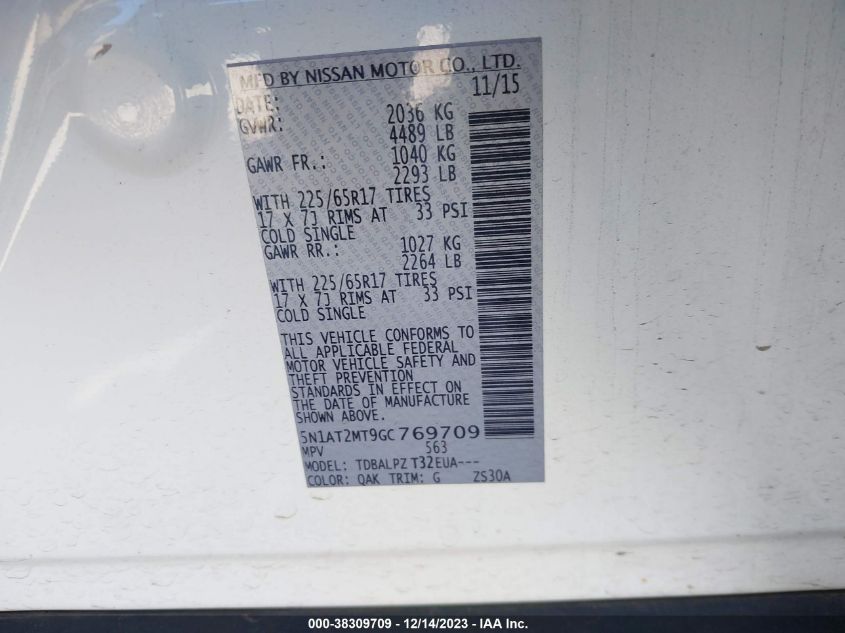 MFD BY NISSAN MOTOR CO., LTD.
DATE: 11/15
GVWR: 2036 KG
4489 LB
GAWR FR.: 1040 KG
2293 LB
WITH 225/65R17 TIRES
17 X 7J RIMS AT 33 PSI
COLD SINGLE
GAWR RR.: 1027 KG
2264 LB
WITH 225/65R17 TIRES
17 X 7J RIMS AT 33 PSI
COLD SINGLE
THIS VEHICLE CONFORMS TO
ALL APPLICABLE FEDERAL
MOTOR VEHICLE SAFETY AND
THEFT PREVENTION
STANDARDS IN EFFECT ON
THE DATE OF MANUFACTURE
SHOWN ABOVE.
5N1AT2MT9GC769709
MPV 563
MODEL: TDBALPZ T32EUA---
COLOR: QAK TRIM: G ZS30A
000-38309709 - 12/14/2023 - IAA Inc.